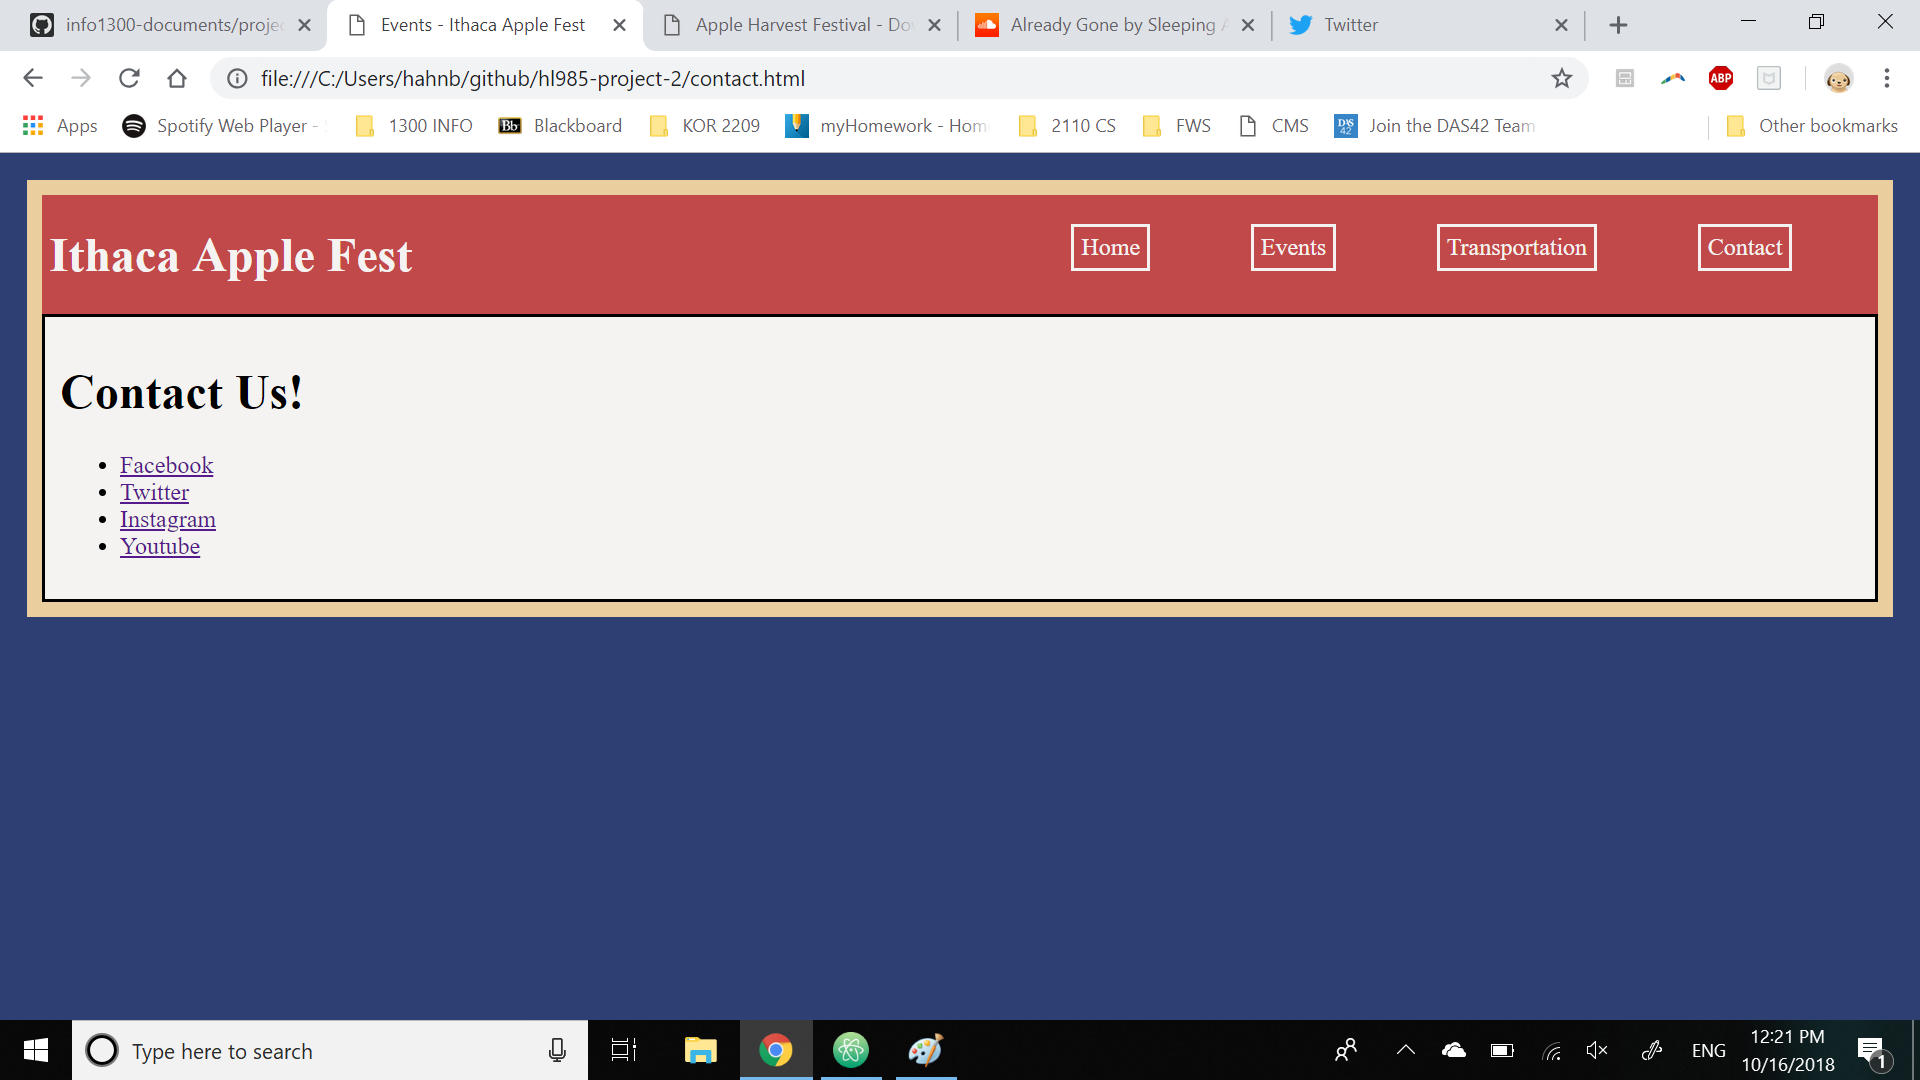 info1300-documents/proje
Events - Ithaca Apple Fest
Apple Harvest Festival - Do
Already Gone by Sleeping
Twitter
file:///C:/Users/hahnb/github/hl985-project-2/contact.html
ABP
Apps
Spotify Web Player -
1300 INFO
Bb
Blackboard
KOR 2209
myHomework - Hom
2110 CS
FWS
CMS
DAS
42
Join the DAS42 Team
Other bookmarks
Ithaca Apple Fest
Home
Events
Transportation
Contact
Contact Us!
• Facebook
• Twitter
• Instagram
• Youtube
Type here to search
ENG
12:21 PM
10/16/2018
1